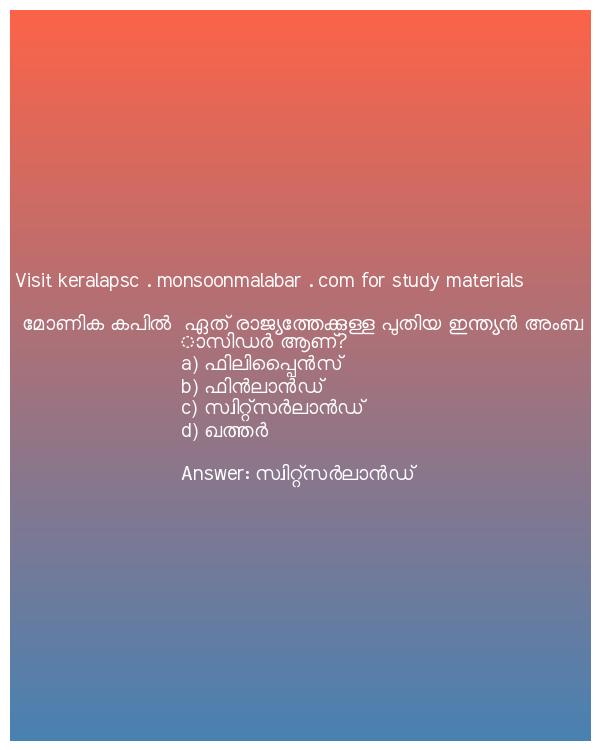 Visit keralapsc . monsoonmalabar . com for study materials
മോണിക കപിൽ  ഏത് രാജ്യത്തേക്കുള്ള പുതിയ ഇന്ത്യൻ അംബ
ാസിഡർ ആണ്?
a) ഫിലിപ്പൈൻസ്
b) ഫിൻലാൻഡ്
c) സ്വിറ്റ്സർലാൻഡ്
d) ഖത്തർ
Answer: സ്വിറ്റ്സർലാൻഡ്